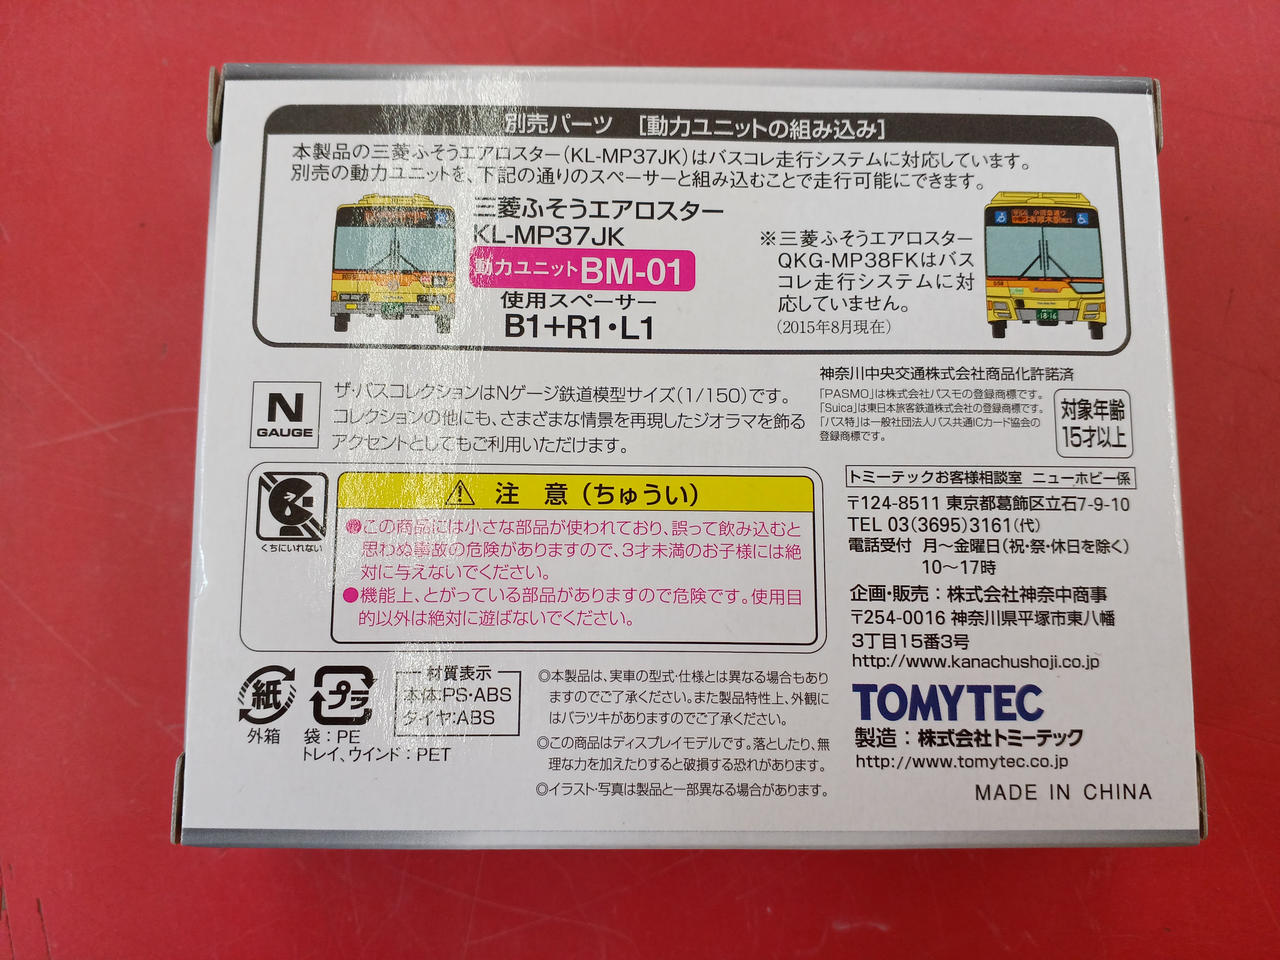 別売パーツ [動力ユニットの組み込み]
本製品の三菱ふそうエアロスター(KL-MP37JK)はバスコレ走行システムに対応しています。
別売の動力ユニットを、下記の通りのスペーサーと組み込むことで走行可能にできます。
三菱ふそうエアロスター
KL-MP37JK
動力ユニットBM-01
使用スペーサー
B1+R1・L1
※三菱ふそうエアロスター
QKG-MP38FKはバス
コレ走行システムに対
応していません。
(2015年8月現在)
N
GAUGE
ザ・バスコレクションはNゲージ鉄道模型サイズ(1/150)です。
コレクションの他にも、さまざまな情景を再現したジオラマを飾る
アクセントとしてもご利用いただけます。
神奈川中央交通株式会社商品化許諾済
「PASMO」は株式会社パスモの登録商標です。
「Suica」は東日本旅客鉄道株式会社の登録商標です。
「バス特」は一般社団法人バス共通ICカード協会の
登録商標です。
対象年齢
15才以上
くちにいれない
注 意 (ちゅうい)
●この商品には小さな部品が使われており、誤って飲み込むと
思わぬ事故の危険がありますので、3才未満のお子様には絶
対に与えないでください。
●機能上、とがっている部品がありますので危険です。使用目
的以外は絶対に遊ばないでください。
トミーテックお客様相談室 ニューホビー係
〒124-8511 東京都葛飾区立石7-9-10
TEL 03(3695)3161(代)
電話受付 月~金曜日(祝・祭・休日を除く)
10~17時
企画・販売:株式会社神奈中商事
〒254-0016 神奈川県平塚市東八幡
3丁目15番3号
http://www.kanachushoji.co.jp
TOMYTEC
製造:株式会社トミーテック
http://www.tomytec.co.jp
MADE IN CHINA
紙
外箱
プラ
袋:PE
トレイ、ウインド:PET
材質表示
本体:PS・ABS
タイヤ:ABS
◎本製品は、実車の型式・仕様とは異なる場合もあり
ますのでご了承ください。また製品特性上、外観に
はバラツキがありますのでご了承ください。
◎この商品はディスプレイモデルです。落としたり、無
理な力を加えたりすると破損する恐れがあります。
◎イラスト・写真は製品と一部異なる場合があります。